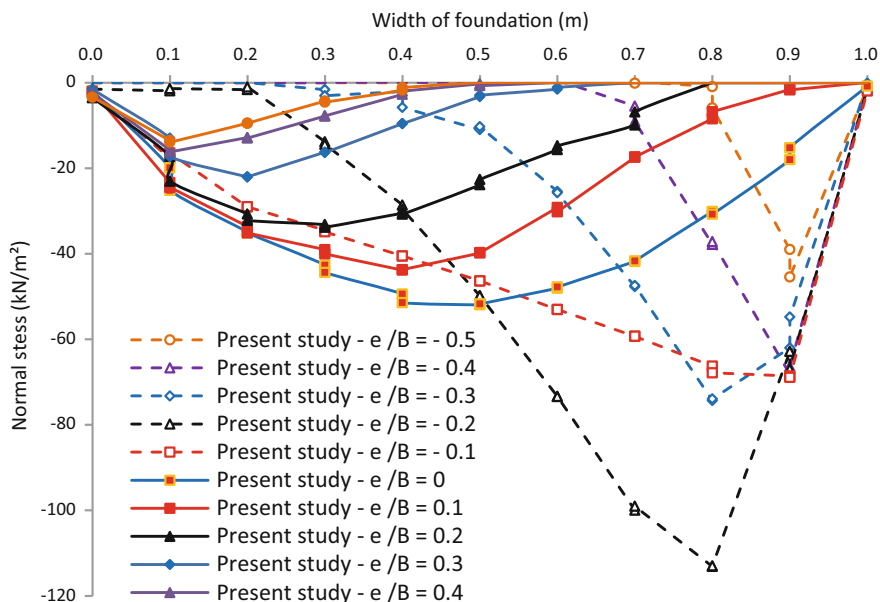 Width of foundation (m)
0.0 0.1 0.2 0.3 0.4 0.5 0.6 0.7 0.8 0.9 1.0
0
-20
-40
-60
-80
-100
-120
Normal stess (kN/m²)
Present study - e /B = - 0.5
Present study - e /B = - 0.4
Present study - e /B = - 0.3
Present study - e /B = - 0.2
Present study - e /B = - 0.1
Present study - e /B = 0
Present study - e /B = 0.1
Present study - e /B = 0.2
Present study - e /B = 0.3
Present study - e /B = 0.4